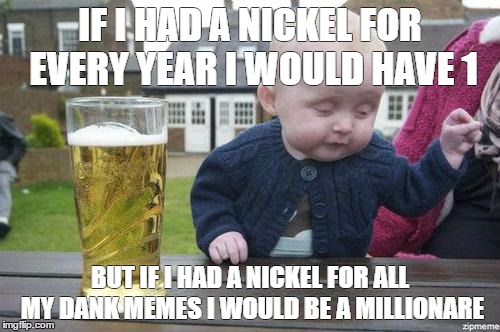 IF I HAD A NICKEL FOR
EVERY YEAR I WOULD HAVE 1
BUT IF I HAD A NICKEL FOR ALL
MY DANK MEMES I WOULD BE A MILLIONARE
imgflip.com
zipmeme